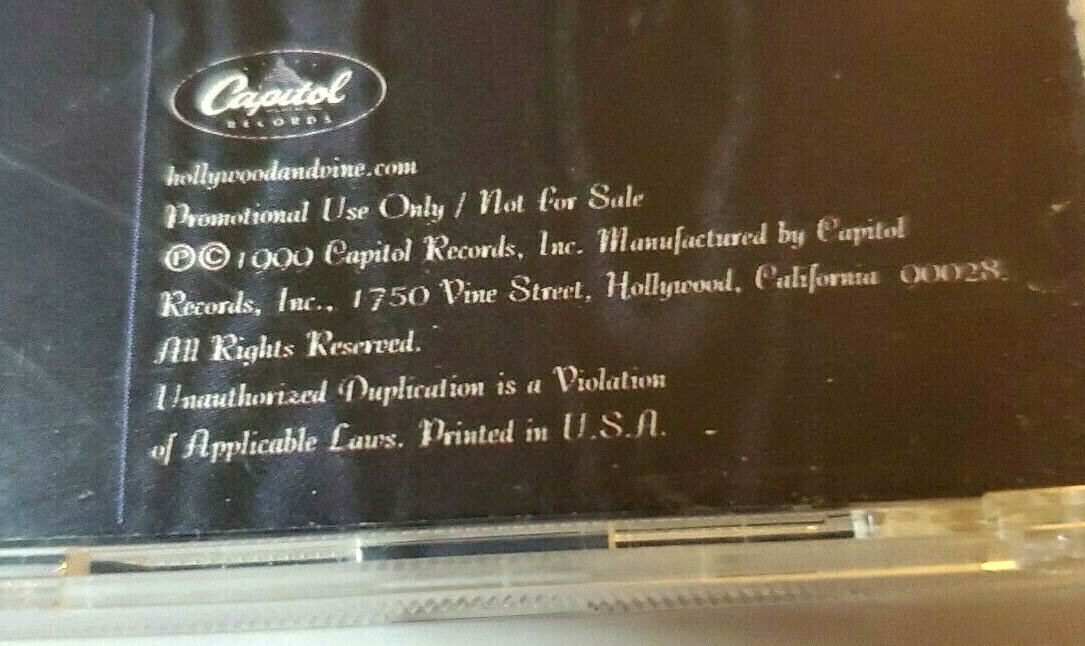 Capitol
RECORDS
hollywoodandvine.com
Promotional Use Only / Not for Sale
℗© 1999 Capitol Records, Inc. Manufactured by Capitol
Records, Inc., 1750 Vine Street, Hollywood, California 90028.
All Rights Reserved.
Unauthorized Duplication is a Violation
of Applicable Laws. Printed in U.S.A.